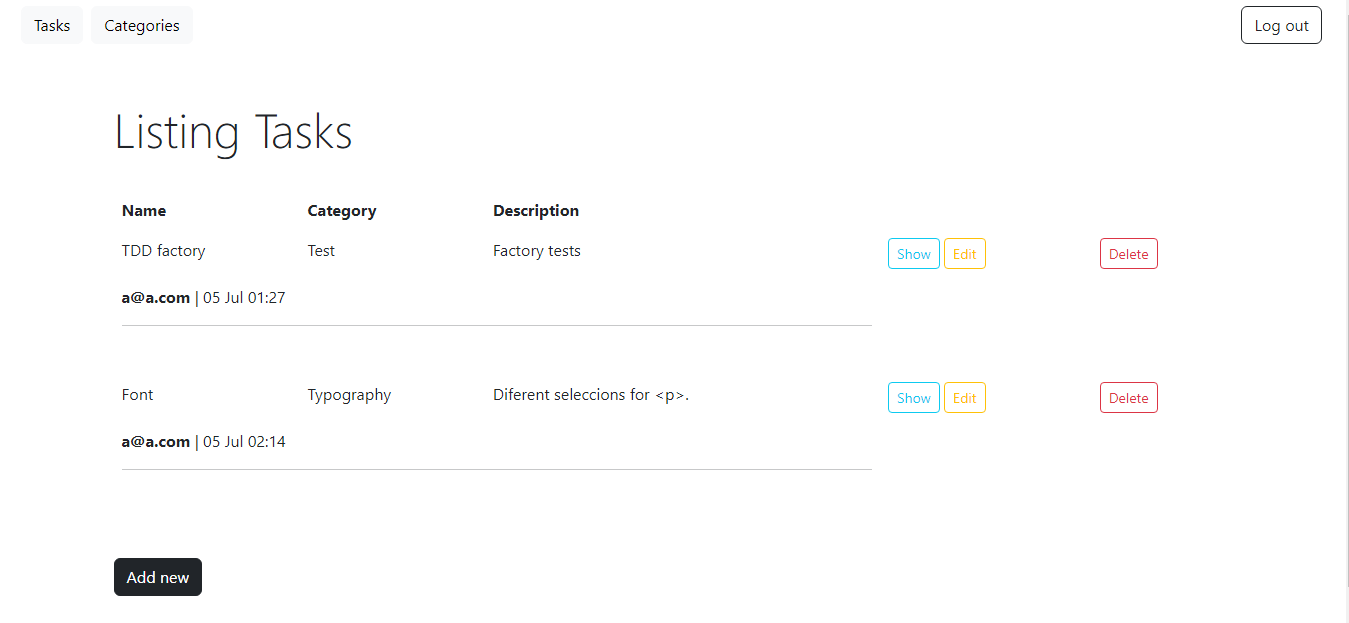 Tasks Categories Log out
Listing Tasks
Name Category Description
TDD factory Test Factory tests Show Edit Delete
a@a.com | 05 Jul 01:27
Font Typography Diferent seleccions for <p>. Show Edit Delete
a@a.com | 05 Jul 02:14
Add new